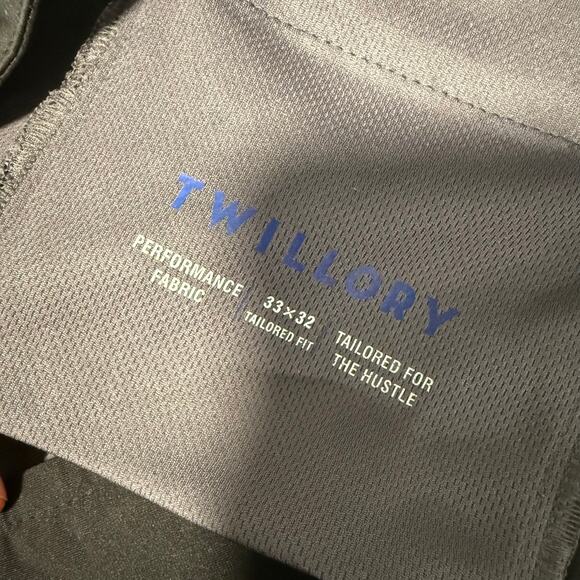 TWILLORY
PERFORMANCE
FABRIC
33×32
TAILORED FIT
TAILORED FOR
THE HUSTLE